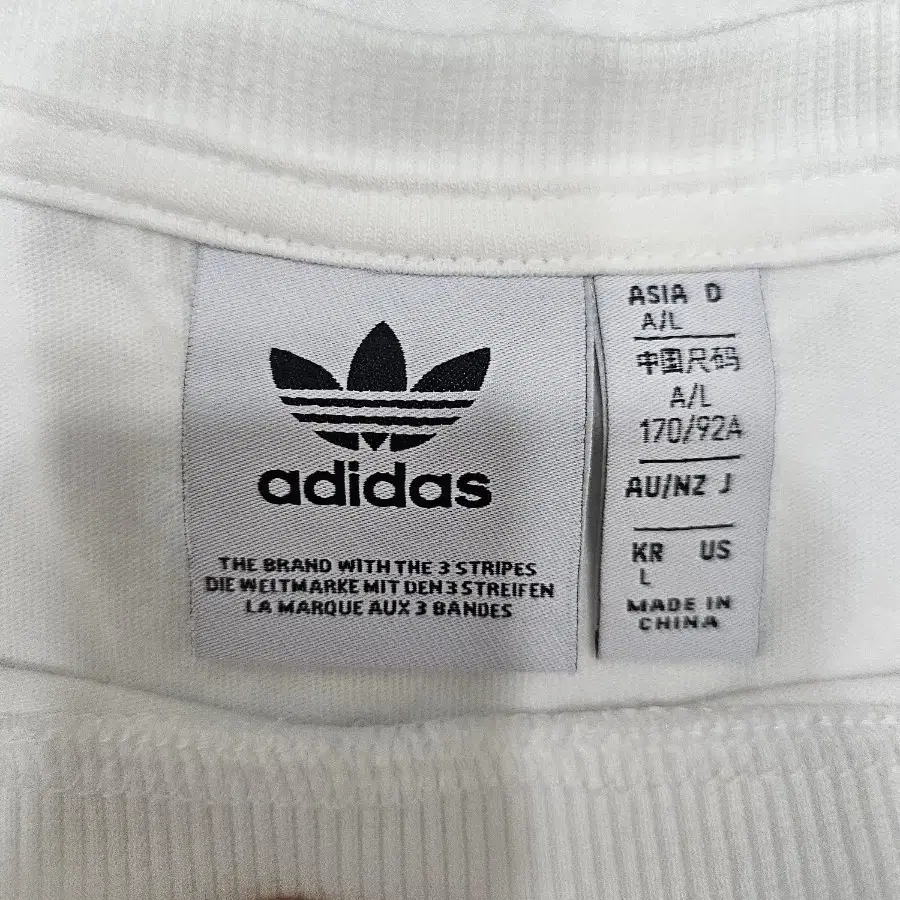 adidas
THE BRAND WITH THE 3 STRIPES
DIE WELTMARKE MIT DEN 3 STREIFEN
LA MARQUE AUX 3 BANDES
ASIA D
A/L
中国尺码
A/L
170/92A
AU/NZ J
KR US
L
MADE IN
CHINA